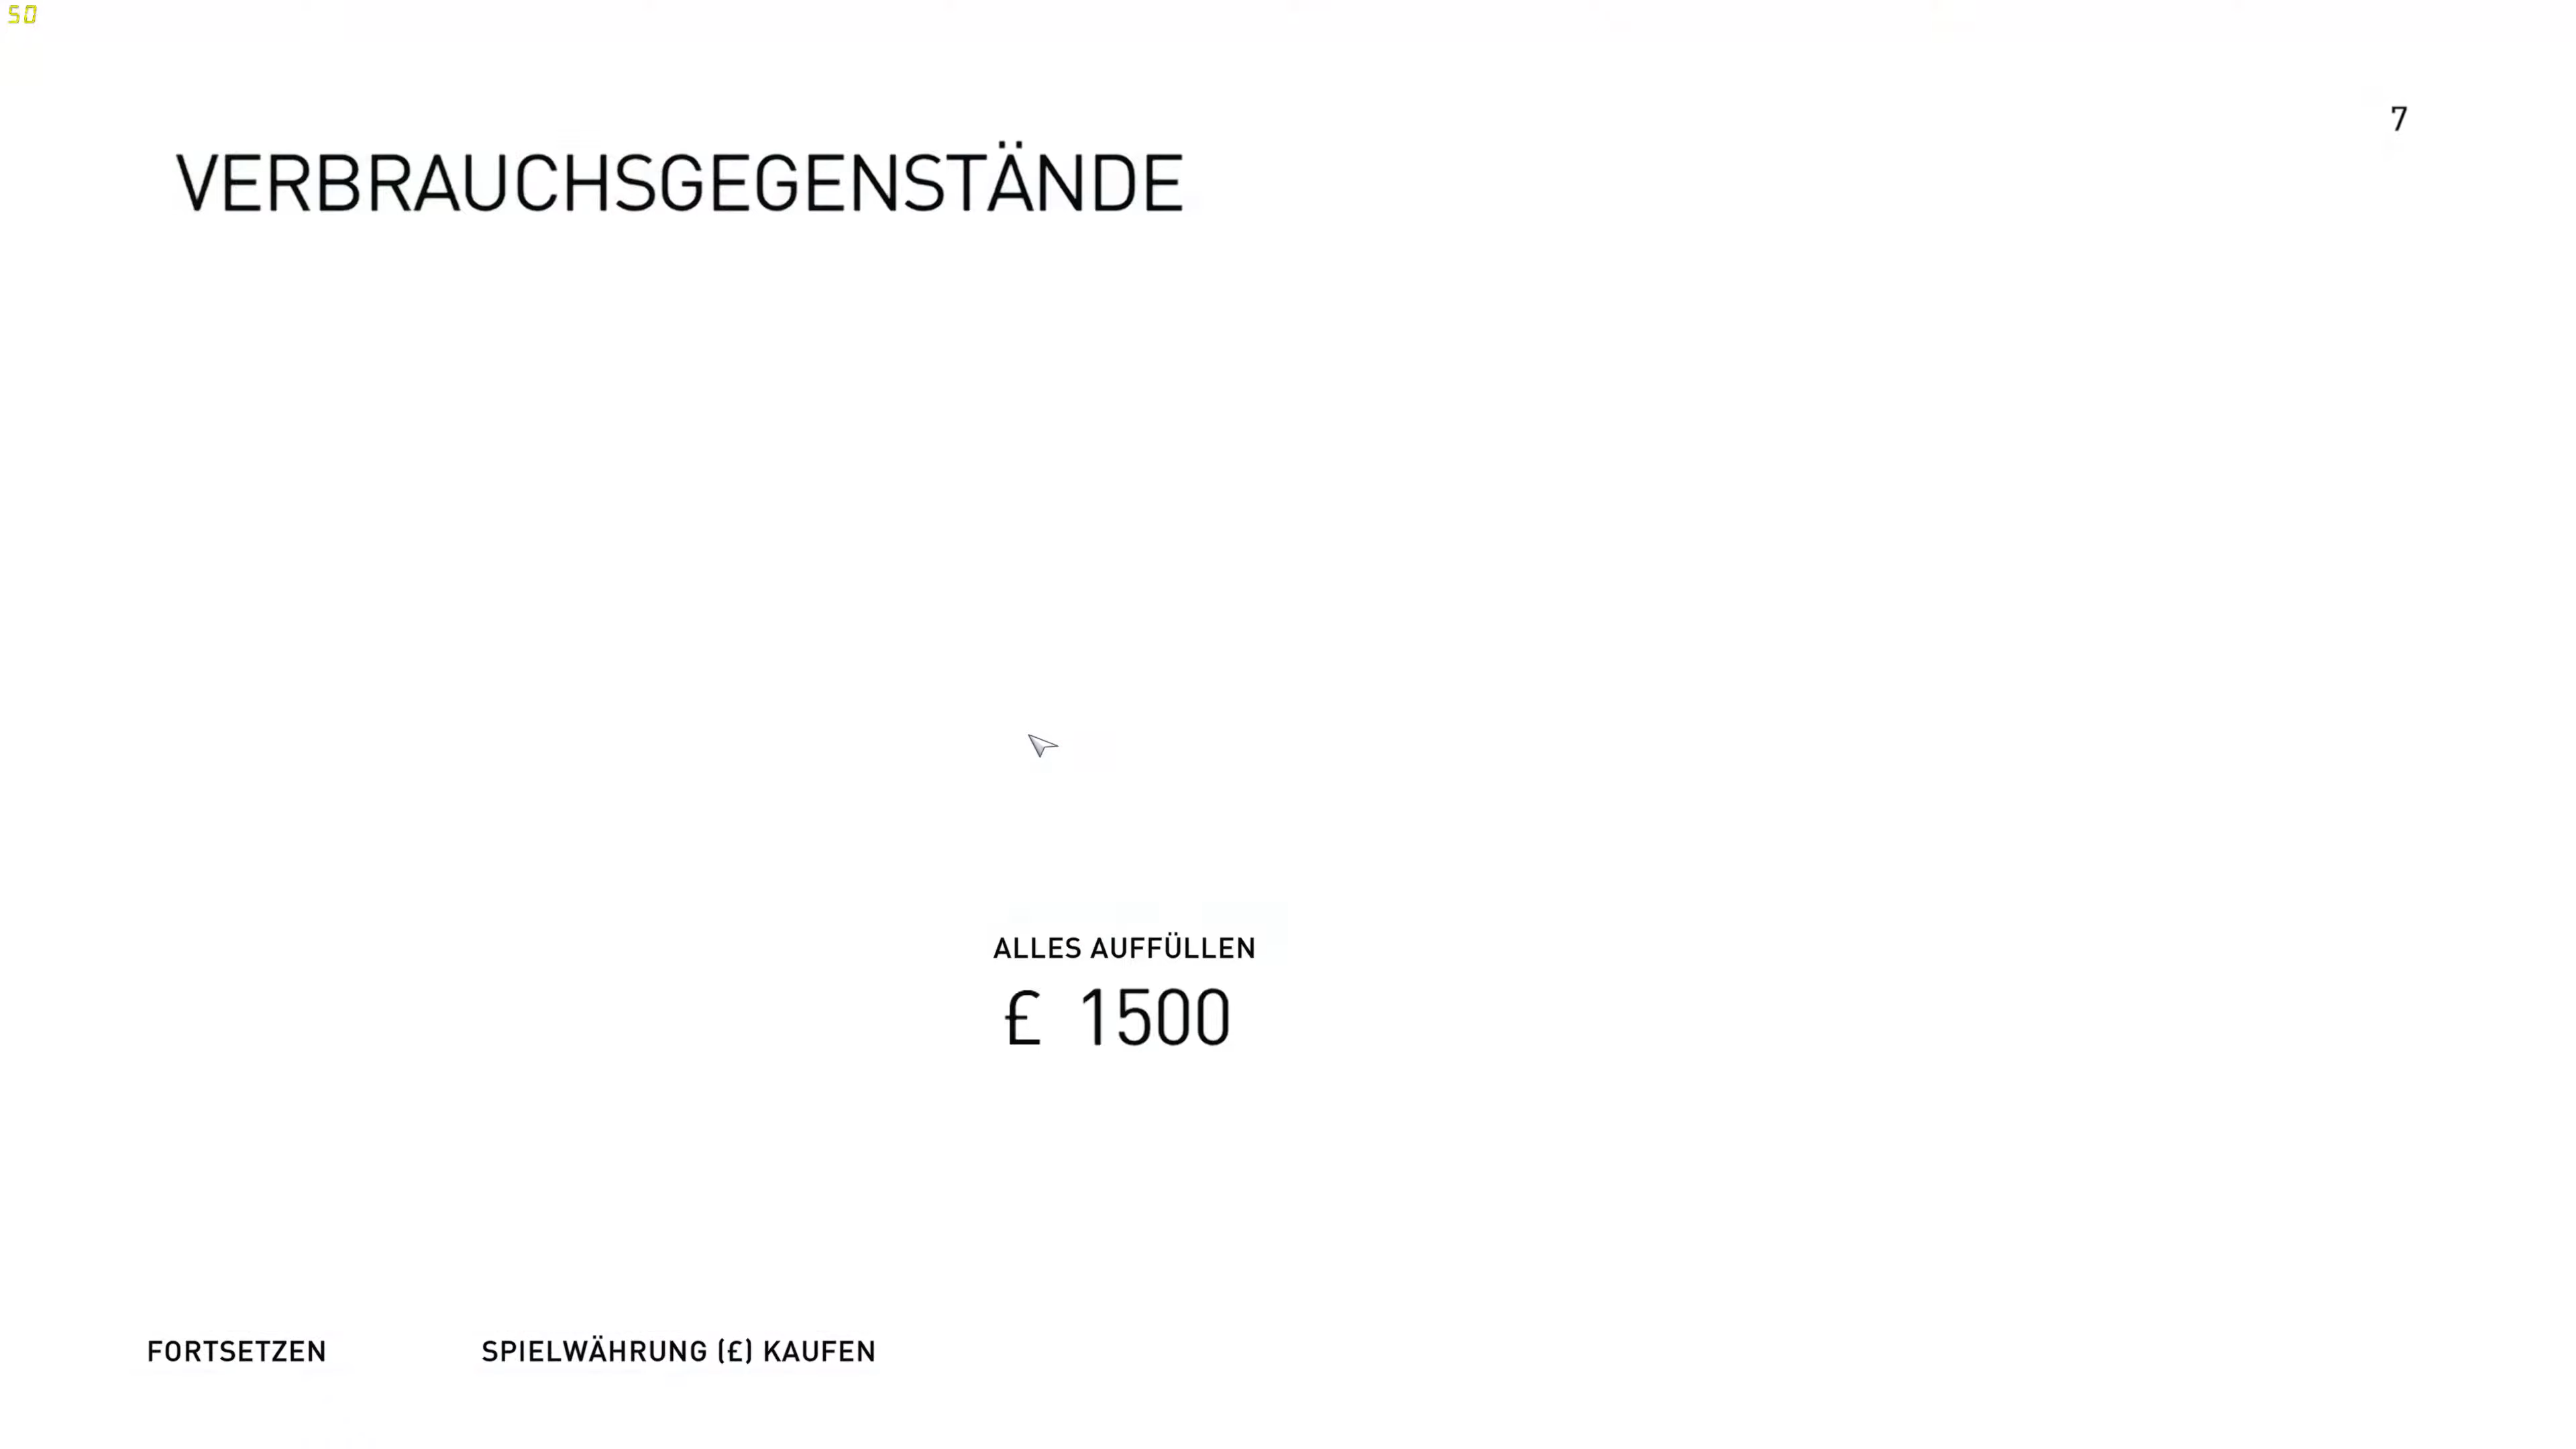 50
7
VERBRAUCHSGEGENSTÄNDE
ALLES AUFFÜLLEN
£ 1500
FORTSETZEN SPIELWÄHRUNG (£) KAUFEN